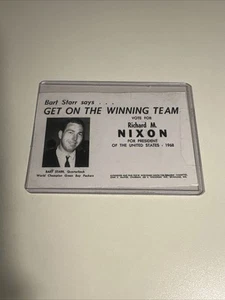 Bart Starr says . . .
GET ON THE WINNING TEAM
VOTE FOR
Richard M.
NIXON
FOR PRESIDENT
OF THE UNITED STATES - 1968
BART STARR, Quarterback
World Champion Green Bay Packers